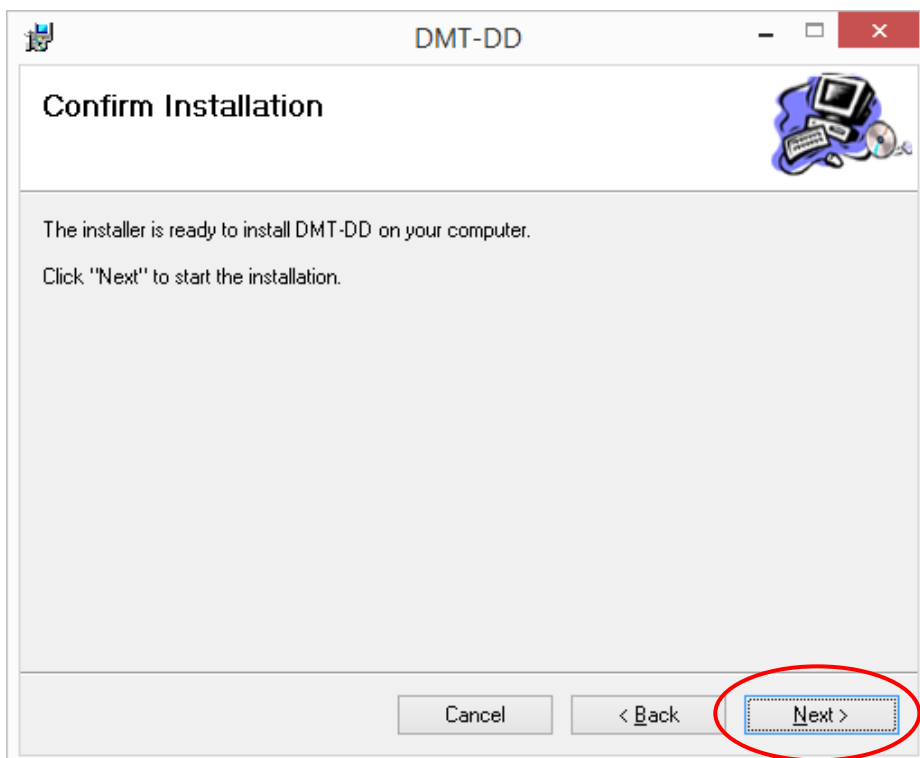 DMT-DD
Confirm Installation
The installer is ready to install DMT-DD on your computer.
Click "Next" to start the installation.
Cancel
< Back
Next >